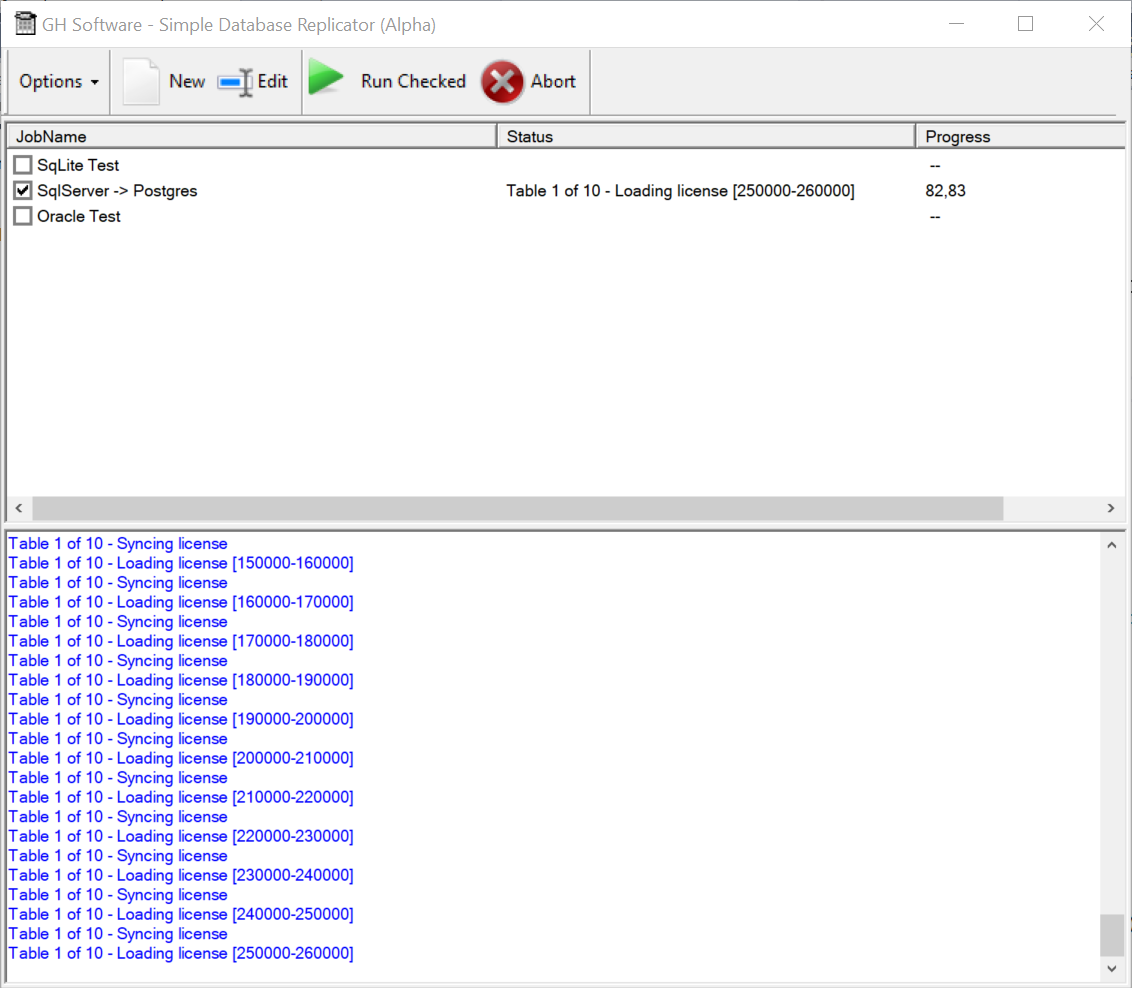 GH Software - Simple Database Replicator (Alpha)
Options New Edit Run Checked Abort
JobName Status Progress
SqLite Test --
SqlServer -> Postgres Table 1 of 10 - Loading license [250000-260000] 82,83
Oracle Test --
Table 1 of 10 - Syncing license
Table 1 of 10 - Loading license [150000-160000]
Table 1 of 10 - Syncing license
Table 1 of 10 - Loading license [160000-170000]
Table 1 of 10 - Syncing license
Table 1 of 10 - Loading license [170000-180000]
Table 1 of 10 - Syncing license
Table 1 of 10 - Loading license [180000-190000]
Table 1 of 10 - Syncing license
Table 1 of 10 - Loading license [190000-200000]
Table 1 of 10 - Syncing license
Table 1 of 10 - Loading license [200000-210000]
Table 1 of 10 - Syncing license
Table 1 of 10 - Loading license [210000-220000]
Table 1 of 10 - Syncing license
Table 1 of 10 - Loading license [220000-230000]
Table 1 of 10 - Syncing license
Table 1 of 10 - Loading license [230000-240000]
Table 1 of 10 - Syncing license
Table 1 of 10 - Loading license [240000-250000]
Table 1 of 10 - Syncing license
Table 1 of 10 - Loading license [250000-260000]